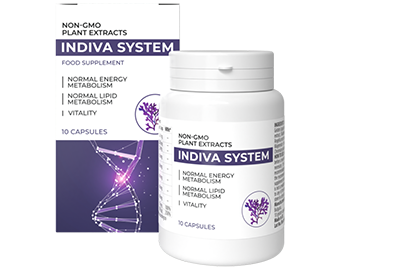 NON-GMO
PLANT EXTRACTS
INDIVA SYSTEM
FOOD SUPPLEMENT
NORMAL ENERGY
METABOLISM
NORMAL LIPID
METABOLISM
VITALITY
10 CAPSULES
NON-GMO
PLANT EXTRACTS
INDIVA SYSTEM
NORMAL ENERGY
METABOLISM
NORMAL LIPID
METABOLISM
VITALITY
10 CAPSULES